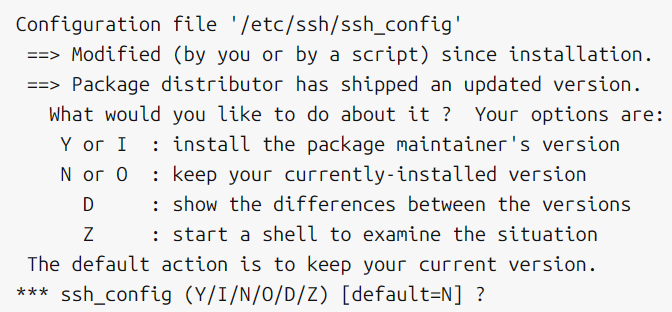 Configuration file '/etc/ssh/ssh_config'
 ==> Modified (by you or by a script) since installation.
 ==> Package distributor has shipped an updated version.
   What would you like to do about it ?  Your options are:
    Y or I  : install the package maintainer's version
    N or O  : keep your currently-installed version
      D     : show the differences between the versions
      Z     : start a shell to examine the situation
 The default action is to keep your current version.
*** ssh_config (Y/I/N/O/D/Z) [default=N] ?